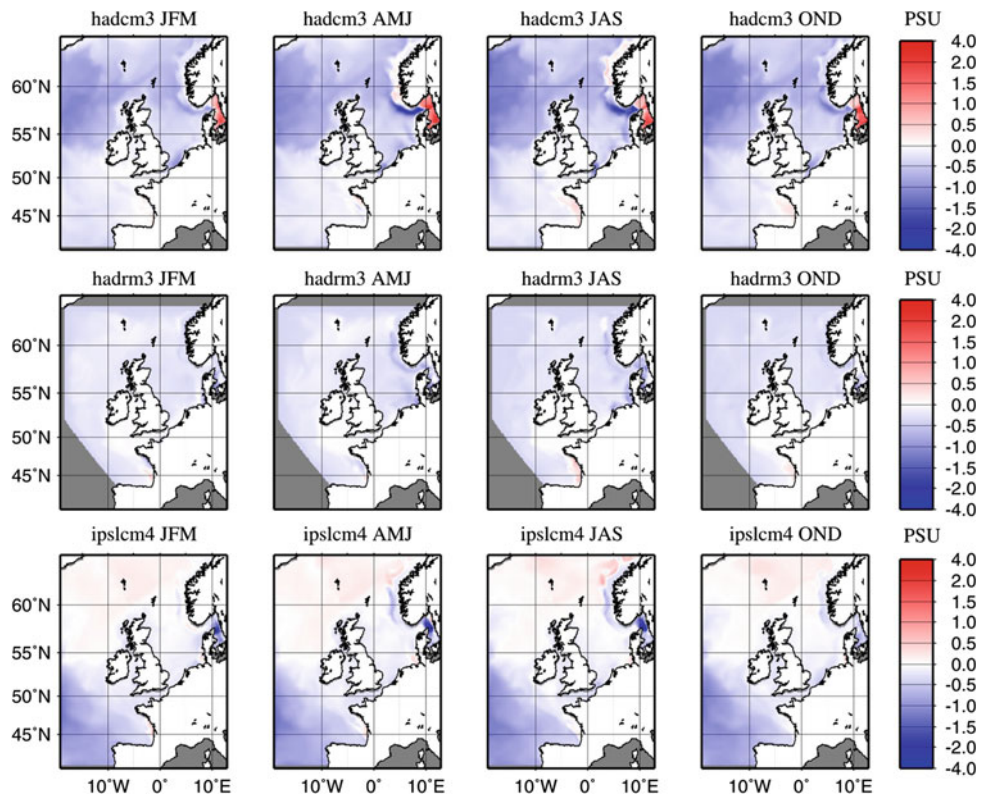 hadcm3 JFM hadcm3 AMJ hadcm3 JAS hadcm3 OND PSU
60°N
55°N
50°N
45°N
4.0
2.0
1.5
1.0
0.5
0.0
-0.5
-1.0
-1.5
-2.0
-4.0
hadrm3 JFM hadrm3 AMJ hadrm3 JAS hadrm3 OND PSU
60°N
55°N
50°N
45°N
4.0
2.0
1.5
1.0
0.5
0.0
-0.5
-1.0
-1.5
-2.0
-4.0
ipslcm4 JFM ipslcm4 AMJ ipslcm4 JAS ipslcm4 OND PSU
60°N
55°N
50°N
45°N
4.0
2.0
1.5
1.0
0.5
0.0
-0.5
-1.0
-1.5
-2.0
-4.0
10°W 0° 10°E 10°W 0° 10°E 10°W 0° 10°E 10°W 0° 10°E